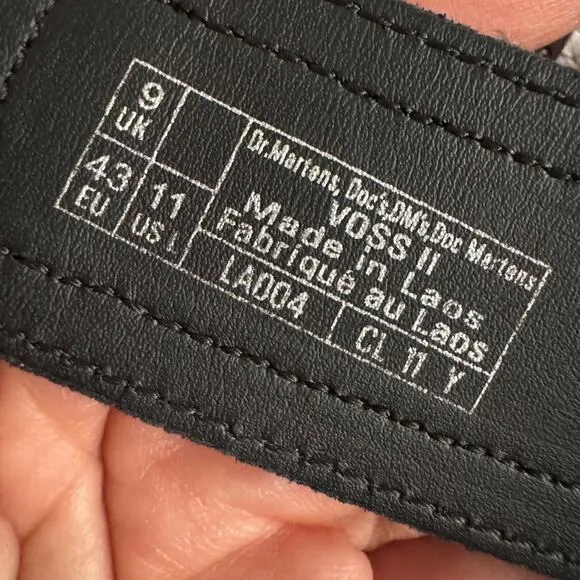 9
UK
43
EU
11
US L
Dr.Martens, Doc's,DM's,Doc Martens
VOSS II
Made in Laos
Fabriqué au Laos
LA004
CL 11 Y